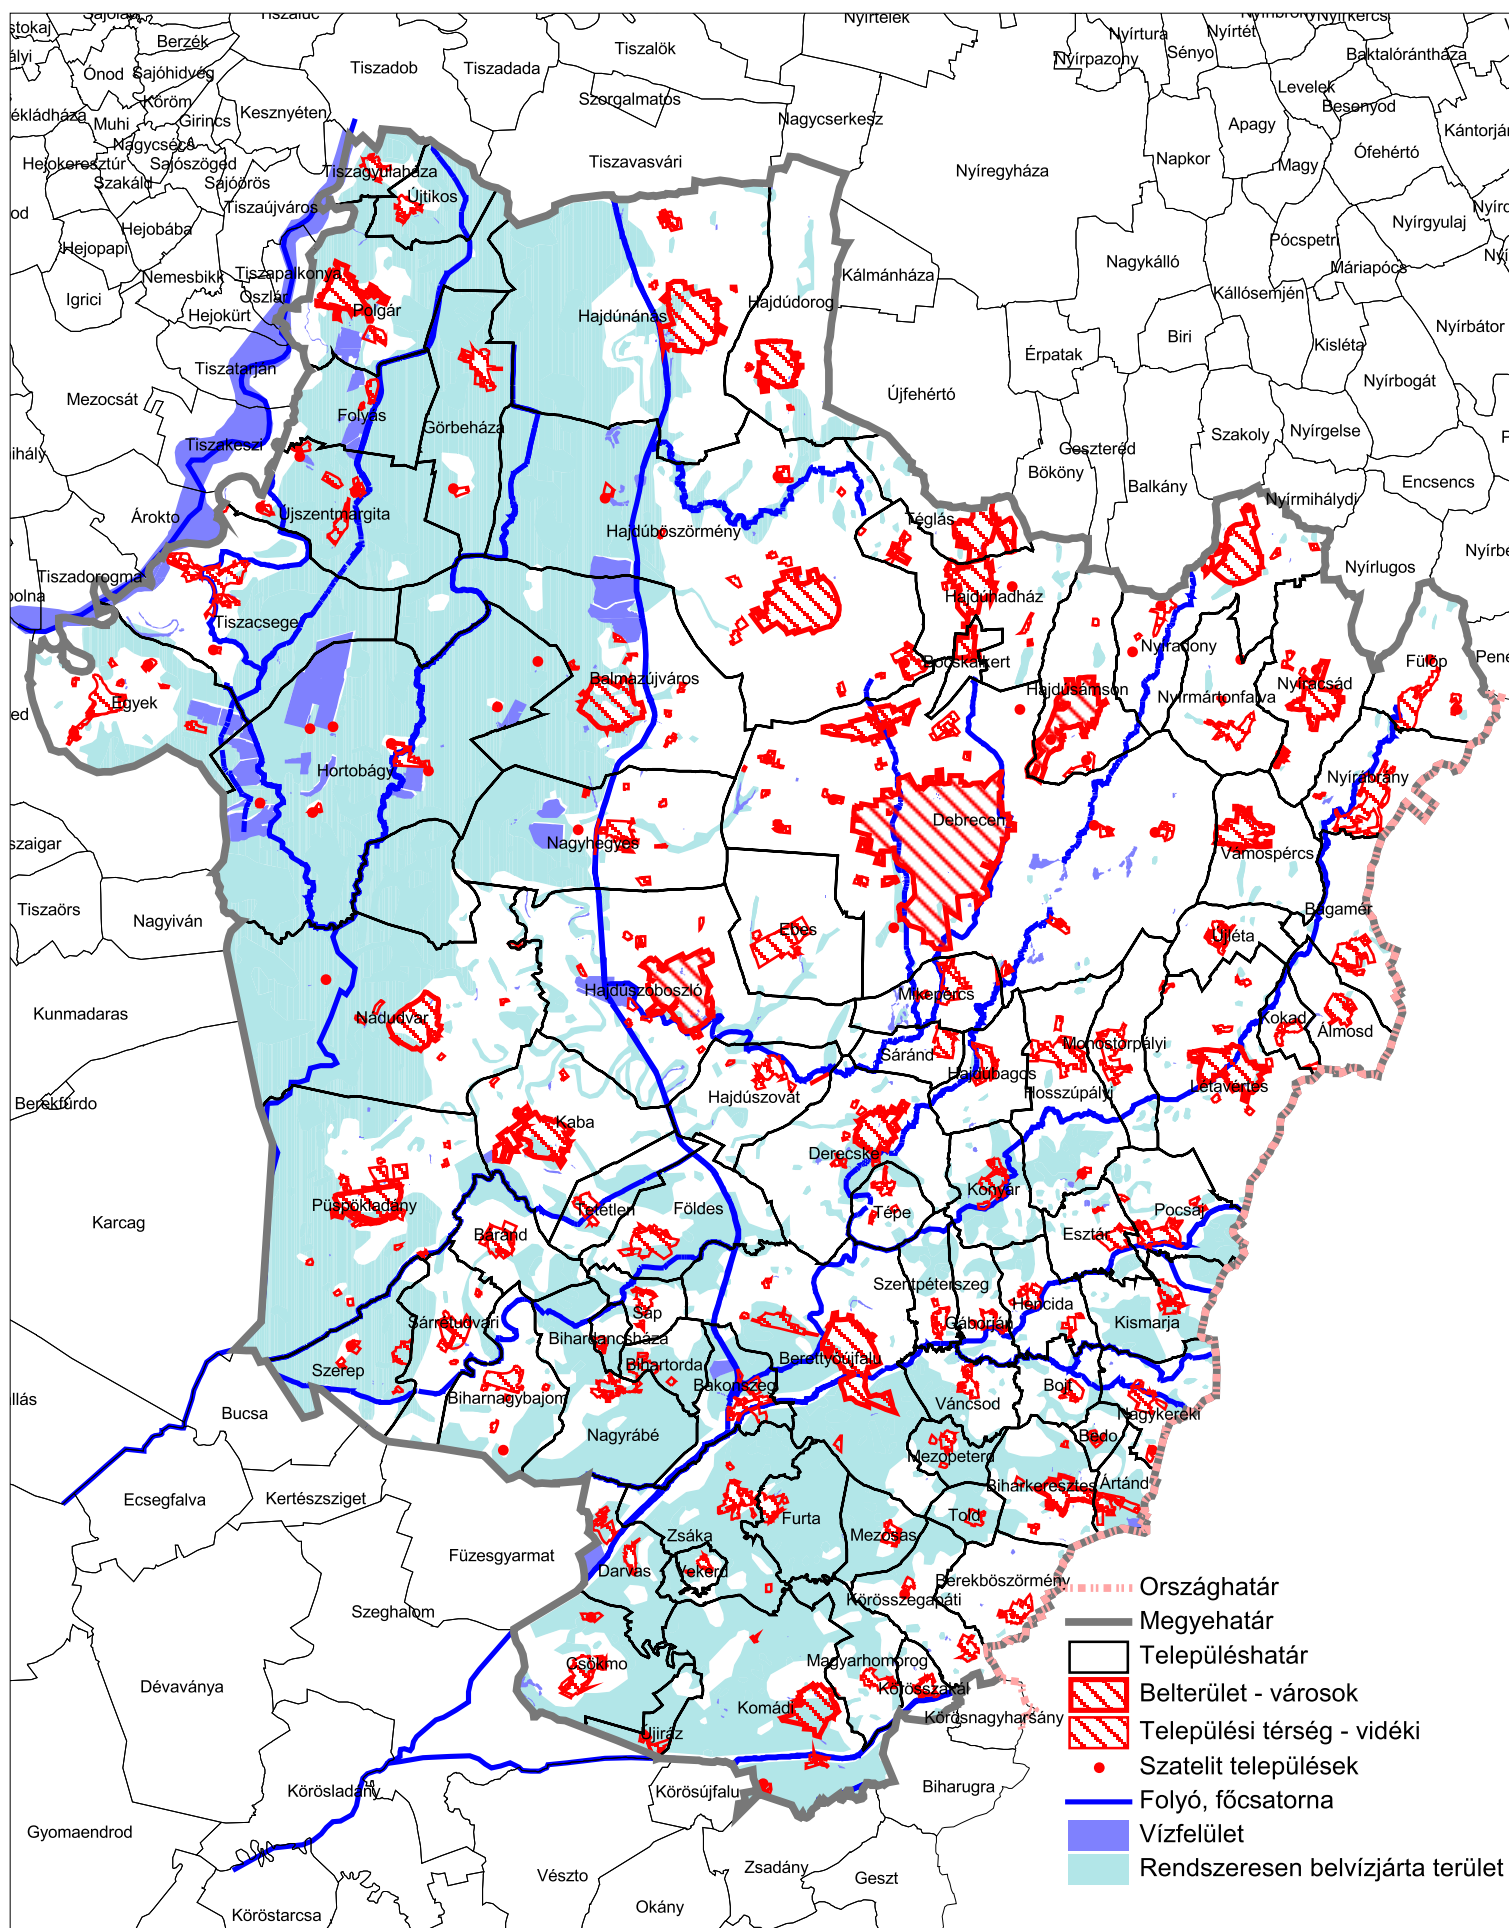 Nyírtelek
Berzék
Tiszalök
Nyírtura
Nyírtét
Sényo
Baktalórántháza
Nyírpazony
Ónod
Sajóhidvég
Tiszadob
Tiszadada
Levelek
Köröm
Kesznyéten
Szorgalmatos
Besenyod
Muhi
Girincs
Nagycserkesz
Apagy
Nagycsécs
Hejokeresztúr
Sajószöged
Tiszavasvári
Napkor
Magy
Ófehértó
Szakáld
Sajóörös
Tiszagyulaháza
Nyíregyháza
Újtikos
Tiszaújváros
Hejobába
Nyírgyulaj
Hejopapi
Pócspetri
Nemesbikk
Tiszapalkonya
Kálmánháza
Nagykálló
Máriapócs
Igrici
Oszlár
Polgár
Hajdúnánás
Hajdúdorog
Kállósemjén
Hejokürt
Biri
Kisléta
Nyírbátor
Tiszatarján
Érpatak
Nyírbogát
Mezocsát
Folyás
Görbeháza
Újfehértó
Tiszakeszi
Geszteréd
Szakoly
Nyírgelse
Bököny
Balkány
Encsencs
Nyírmihálydi
Árokto
Újszentmargita
Hajdúböszörmény
Téglás
Nyírlugos
Tiszadorogma
Tiszacsege
Hajdúhadház
Bocskaikert
Nyíradony
Fülöp
Egyek
Balmazújváros
Hajdúsámson
Nyírmártonfalva
Nyíracsád
Hortobágy
Nyírábrány
Debrecen
Nagyhegyes
Vámospércs
Tiszaörs
Nagyiván
Ebes
Bagamér
Újléta
Hajdúszoboszló
Mikepércs
Kunmadaras
Nádudvar
Kokad
Álmosd
Sáránd
Monostorpályi
Hajdúbagos
Berekfürdo
Hajdúszovát
Hosszúpályi
Létavértes
Kaba
Derecske
Konyár
Püspökladány
Tetétlen
Földes
Tépe
Pocsaj
Karcag
Báránd
Esztár
Szentpéterszeg
Hencida
Sáp
Sárrétudvari
Gáborján
Kismarja
Bihardancsháza
Szerep
Bihartorda
Berettyóújfalu
Bakonszeg
Bojt
Biharnagybajom
Váncsod
Nagykereki
Bucsa
Nagyrábé
Bedo
Mezopeterd
Biharkeresztes
Ártánd
Ecsegfalva
Kertészsziget
Furta
Told
Zsáka
Mezosas
Füzesgyarmat
Darvas
Vekerd
Berekböszörmény
Országhatár
Körösszegapáti
Szeghalom
Megyehatár
Településhatár
Csökmo
Magyarhomorog
Dévaványa
Körösszakál
Belterület - városok
Komádi
Körösnagyharsány
Újiráz
Települési térség - vidéki
Szatelit települések
Körösladány
Körösújfalu
Biharugra
Folyó, főcsatorna
Gyomaendrod
Vízfelület
Vészto
Zsadány
Geszt
Rendszeresen belvízjárta terület
Okány
Köröstarcsa